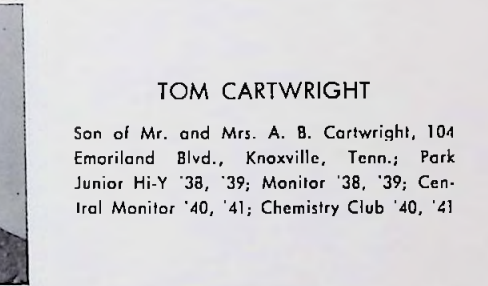 TOM CARTWRIGHT
Son of Mr. and Mrs. A. B. Cartwright, 104
Emoriland Blvd., Knoxville, Tenn.; Park
Junior Hi-Y '38, '39; Monitor '38, '39; Cen-
tral Monitor '40, '41; Chemistry Club '40, '41